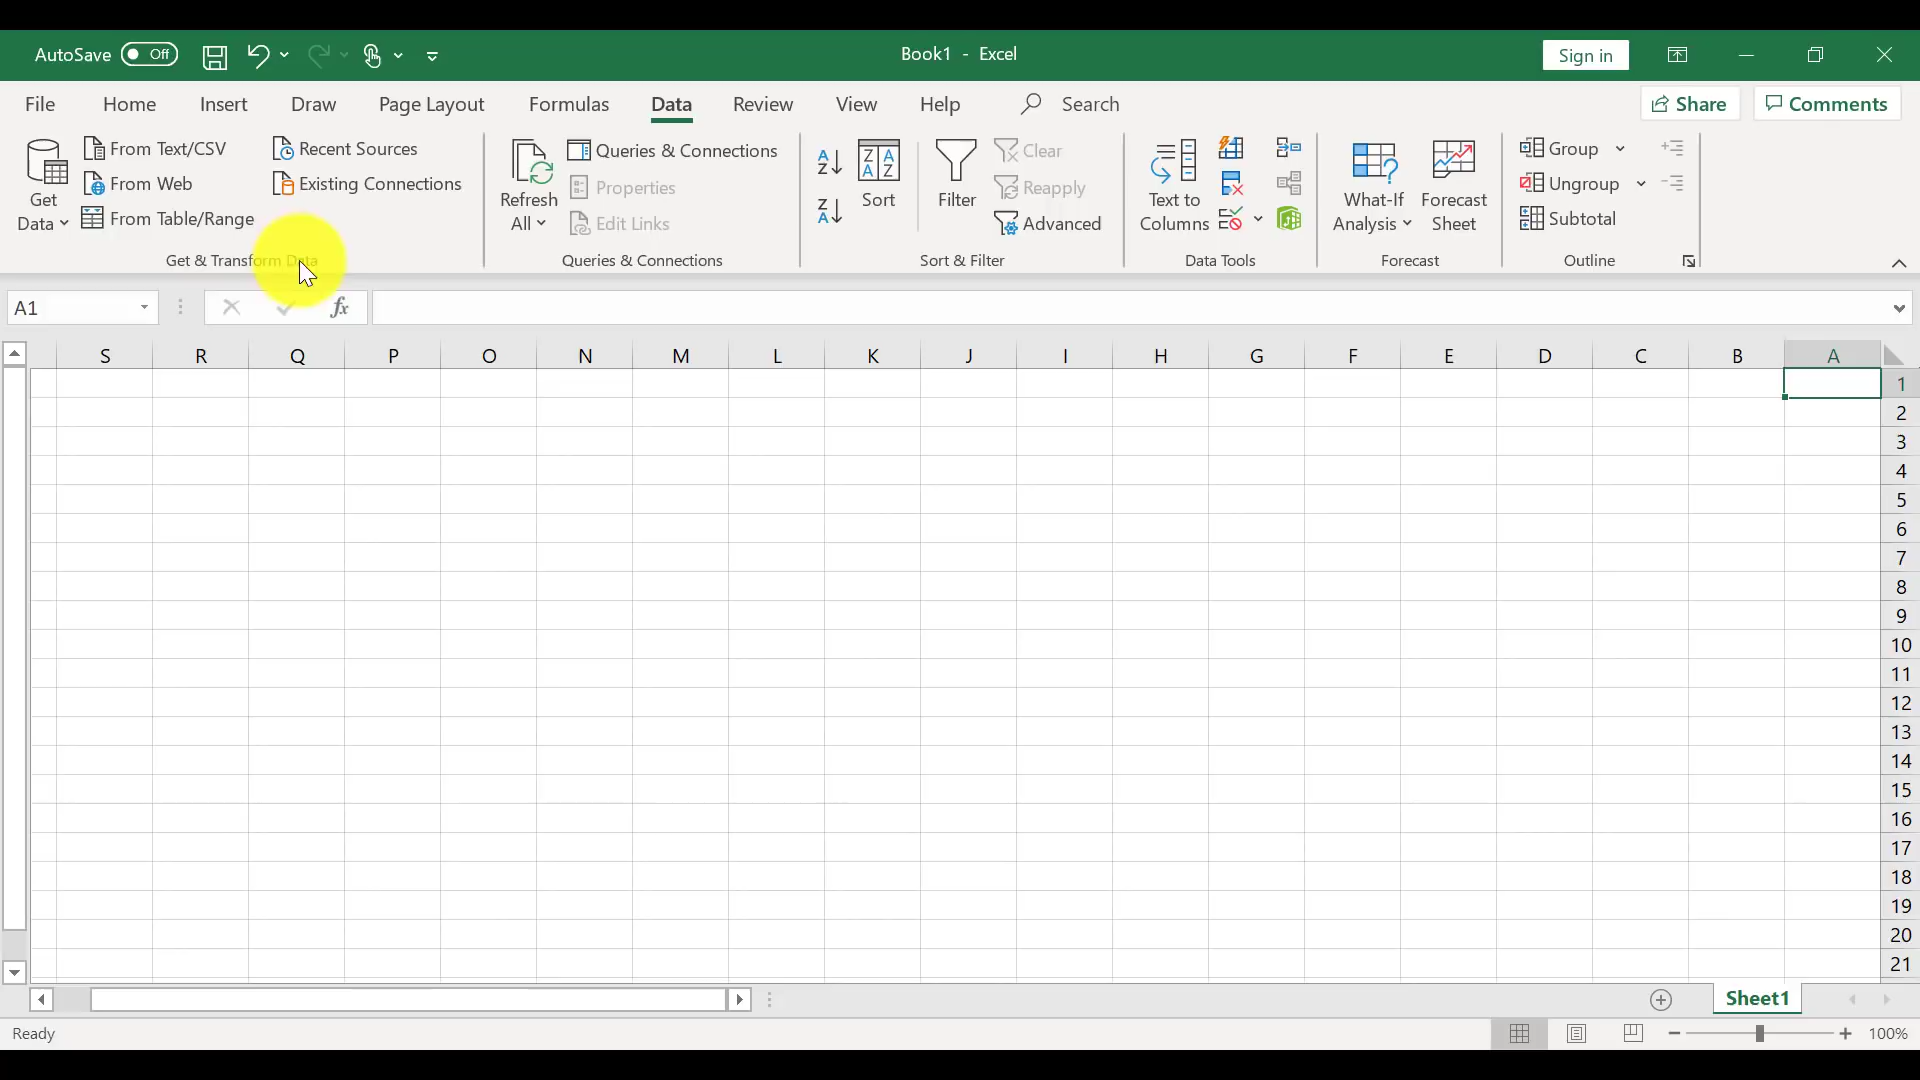 AutoSave Off Book1 - Excel Sign in
File Home Insert Draw Page Layout Formulas Data Review View Help Search Share Comments
Get Data
From Text/CSV
From Web
From Table/Range
Recent Sources
Existing Connections
Get & Transform Data
Refresh All
Queries & Connections
Properties
Edit Links
Queries & Connections
Sort
Filter
Clear
Reapply
Advanced
Sort & Filter
Text to Columns
Data Tools
What-If Analysis
Forecast Sheet
Forecast
Group
Ungroup
Subtotal
Outline
A1 fx
S R Q P O N M L K J I H G F E D C B A
1
2
3
4
5
6
7
8
9
10
11
12
13
14
15
16
17
18
19
20
21
Sheet1
Ready 100%